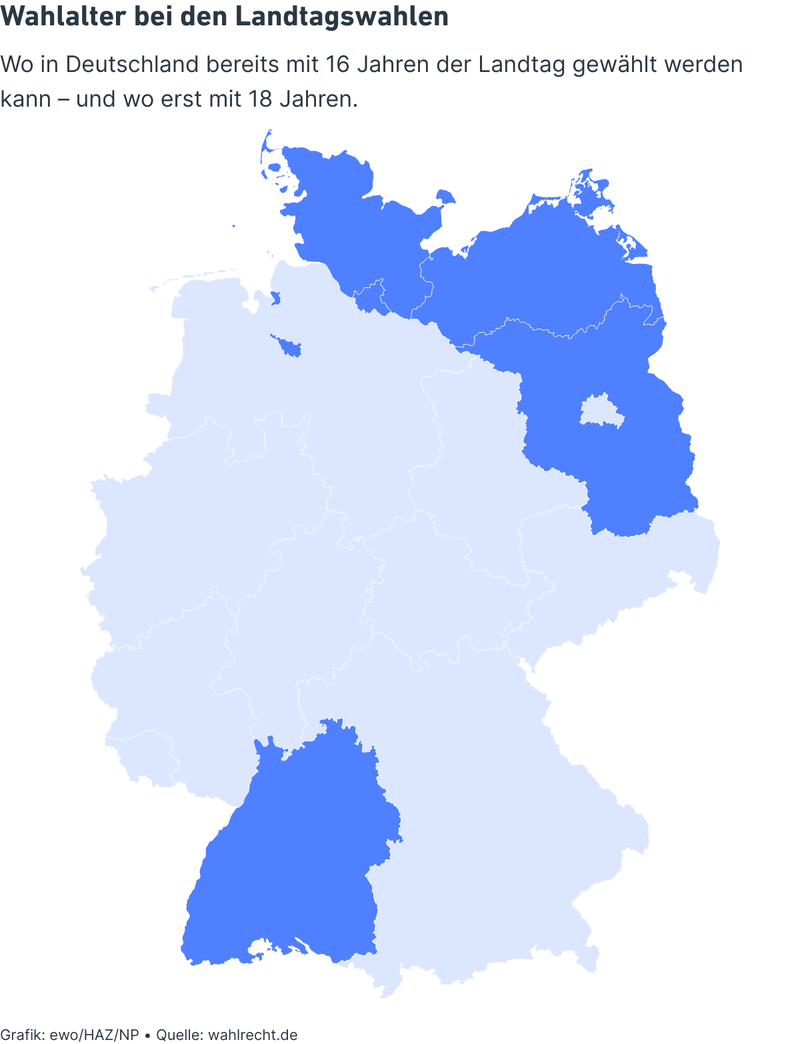 Wahlalter bei den Landtagswahlen
Wo in Deutschland bereits mit 16 Jahren der Landtag gewählt werden
kann – und wo erst mit 18 Jahren.
Grafik: ewo/HAZ/NP • Quelle: wahlrecht.de